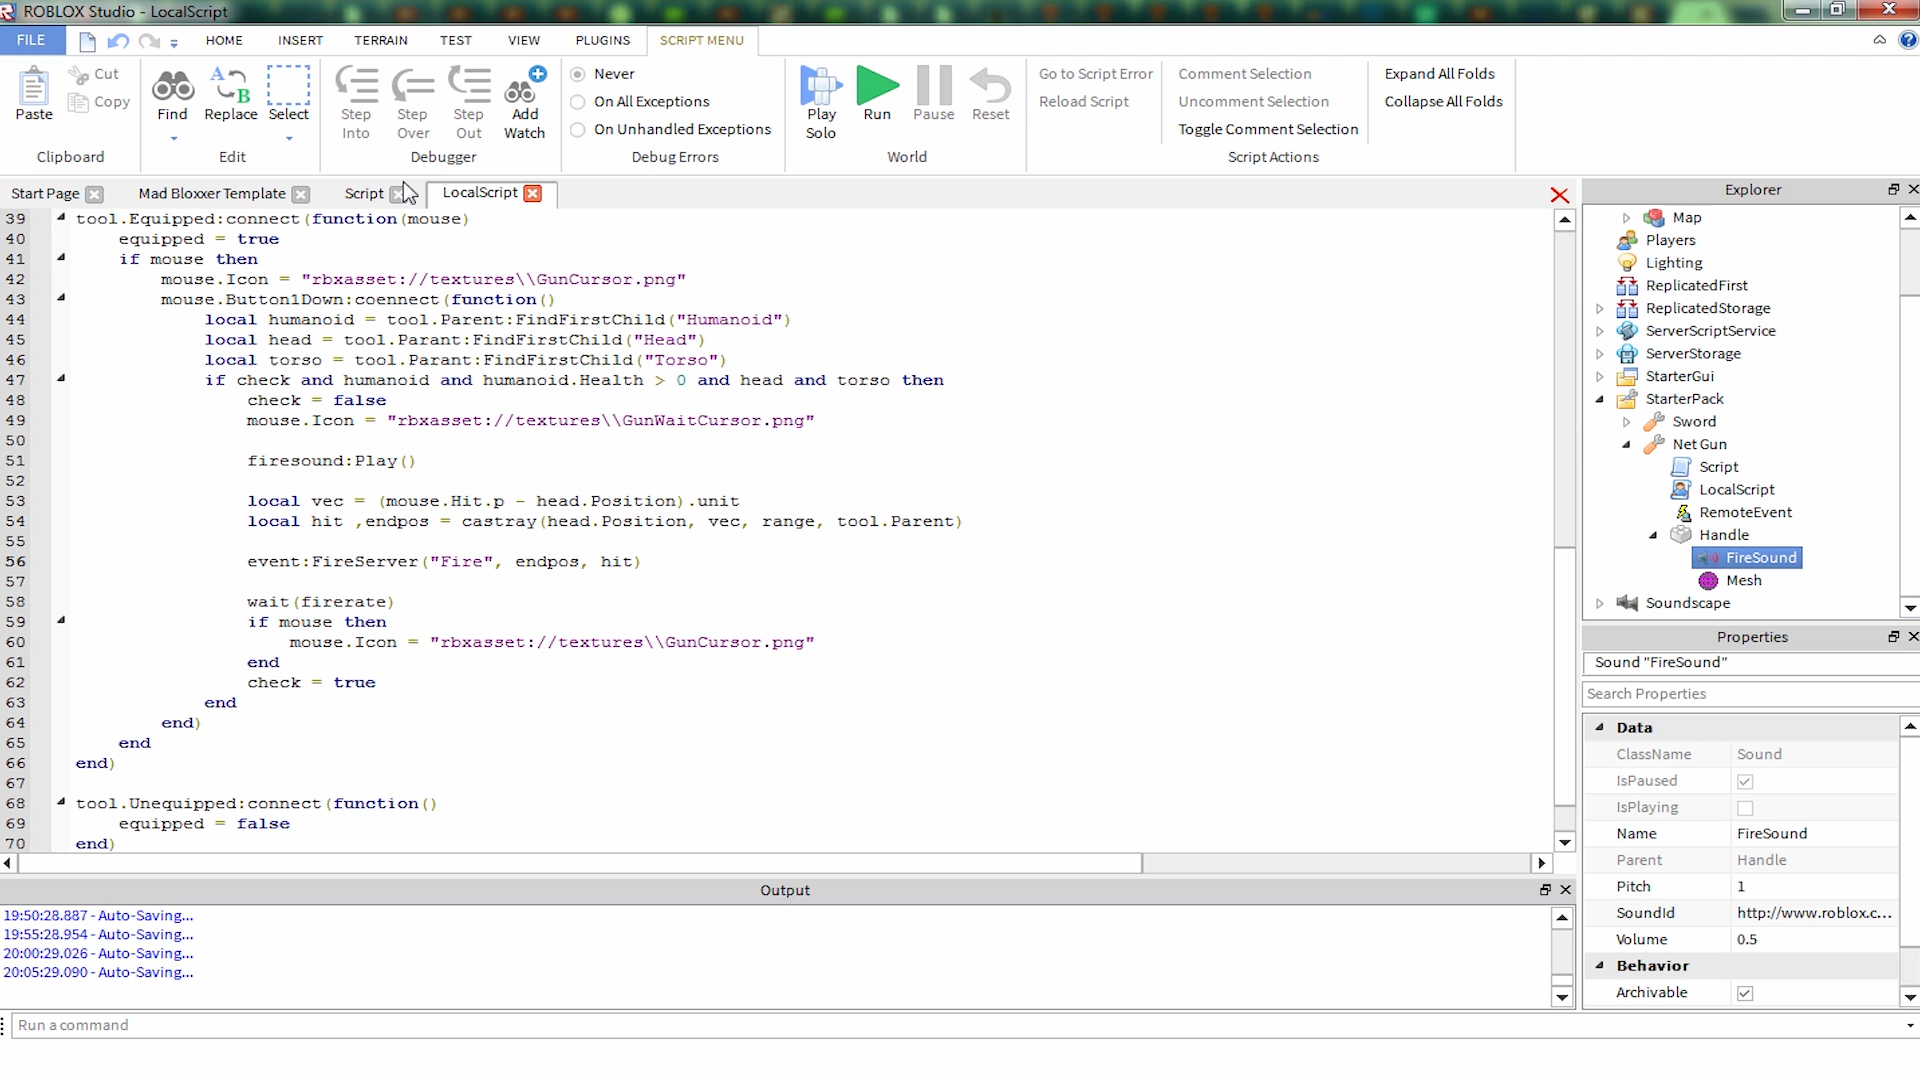 ROBLOX Studio - LocalScript
FILE HOME INSERT TERRAIN TEST VIEW PLUGINS SCRIPT MENU
Paste Cut Copy Find Replace Select Step Into Step Over Step Out Add Watch
Never
On All Exceptions
On Unhandled Exceptions
Play Solo Run Pause Reset
Go to Script Error
Reload Script
Comment Selection
Uncomment Selection
Toggle Comment Selection
Expand All Folds
Collapse All Folds
Clipboard Edit Debugger Debug Errors World Script Actions
Start Page Mad Bloxxer Template Script LocalScript
39 tool.Equipped:connect(function(mouse)
40 equipped = true
41 if mouse then
42 mouse.Icon = "rbxasset://textures\\GunCursor.png"
43 mouse.Button1Down:coennect(function()
44 local humanoid = tool.Parent:FindFirstChild("Humanoid")
45 local head = tool.Parant:FindFirstChild("Head")
46 local torso = tool.Parant:FindFirstChild("Torso")
47 if check and humanoid and humanoid.Health > 0 and head and torso then
48 check = false
49 mouse.Icon = "rbxasset://textures\\GunWaitCursor.png"
50
51 firesound:Play()
52
53 local vec = (mouse.Hit.p - head.Position).unit
54 local hit ,endpos = castray(head.Position, vec, range, tool.Parent)
55
56 event:FireServer("Fire", endpos, hit)
57
58 wait(firerate)
59 if mouse then
60 mouse.Icon = "rbxasset://textures\\GunCursor.png"
61 end
62 check = true
63 end
64 end)
65 end
66 end)
67
68 tool.Unequipped:connect(function()
69 equipped = false
70 end)
Output
19:50:28.887 - Auto-Saving...
19:55:28.954 - Auto-Saving...
20:00:29.026 - Auto-Saving...
20:05:29.090 - Auto-Saving...
Run a command
Explorer
Map
Players
Lighting
ReplicatedFirst
ReplicatedStorage
ServerScriptService
ServerStorage
StarterGui
StarterPack
Sword
Net Gun
Script
LocalScript
RemoteEvent
Handle
FireSound
Mesh
Soundscape
Properties
Sound "FireSound"
Search Properties
Data
ClassName Sound
IsPaused
IsPlaying
Name FireSound
Parent Handle
Pitch 1
SoundId http://www.roblox.c...
Volume 0.5
Behavior
Archivable